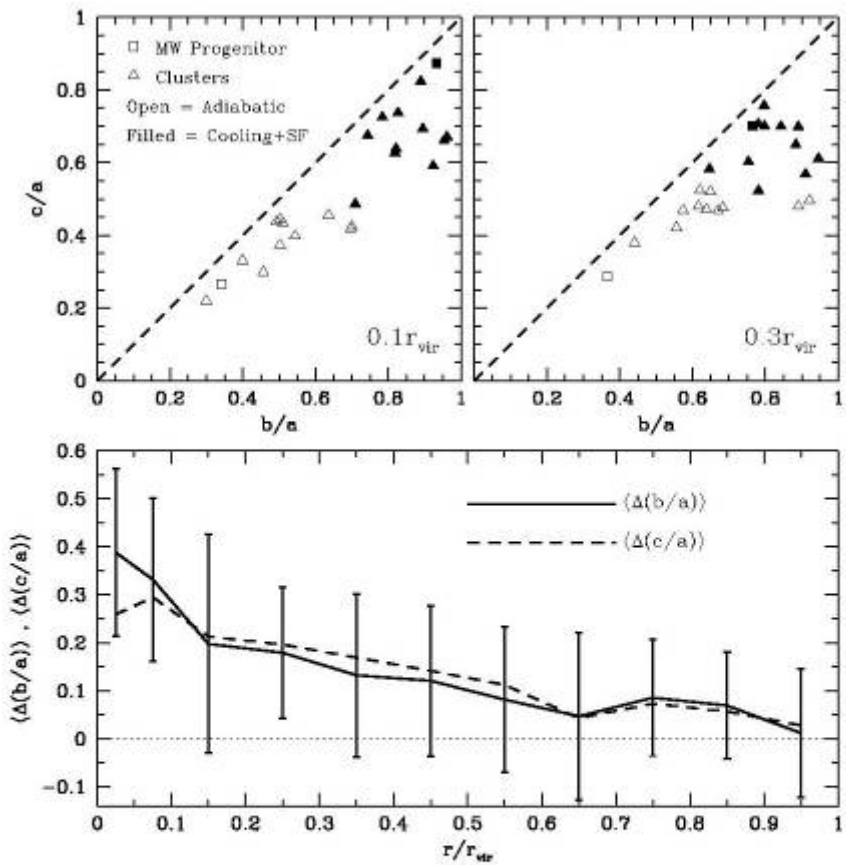 1
0.8
0.6
0.4
0.2
0
c/a
□ MW Progenitor
△ Clusters
Open = Adiabatic
Filled = Cooling+SF
0.1r_vir
0.3r_vir
0.2 0.4 0.6 0.8 1
0.2 0.4 0.6 0.8 1
b/a
b/a
0.6
0.5
0.4
0.3
0.2
0.1
0
−0.1
⟨Δ(b/a)⟩ , ⟨Δ(c/a)⟩
⟨Δ(b/a)⟩
⟨Δ(c/a)⟩
0 0.1 0.2 0.3 0.4 0.5 0.6 0.7 0.8 0.9 1
r/r_vir